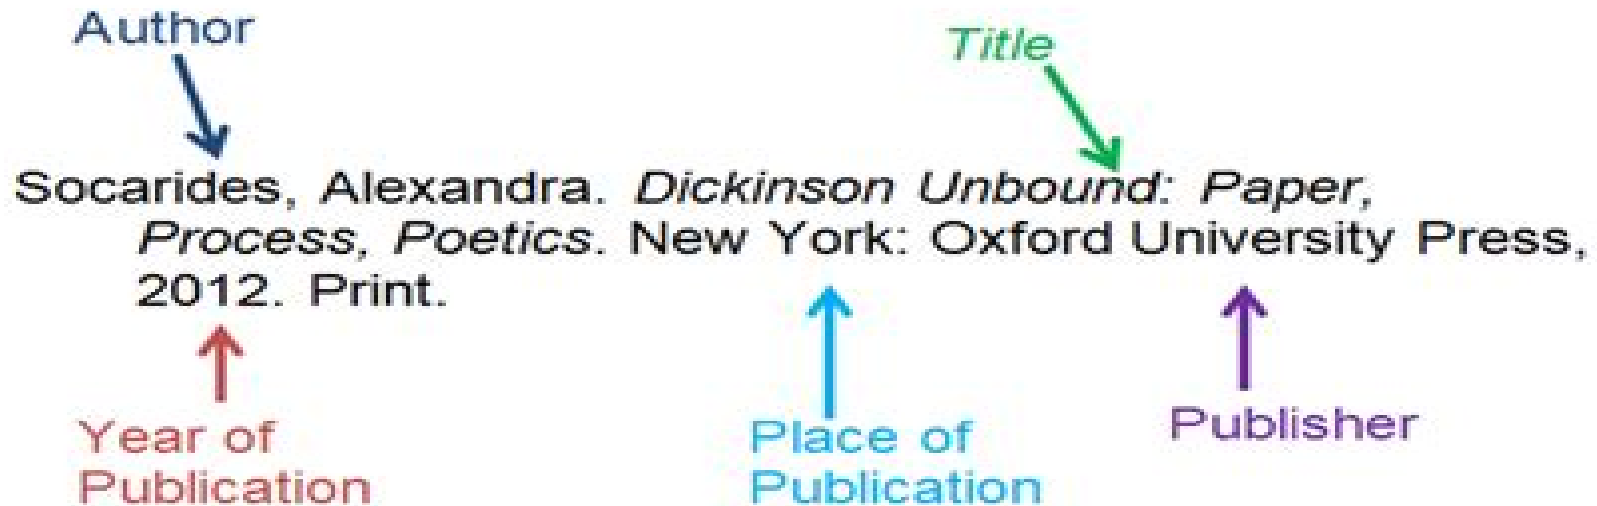 Author
Title
Socarides, Alexandra. Dickinson Unbound: Paper,
Process, Poetics. New York: Oxford University Press,
2012. Print.
Year of
Publication
Place of
Publication
Publisher